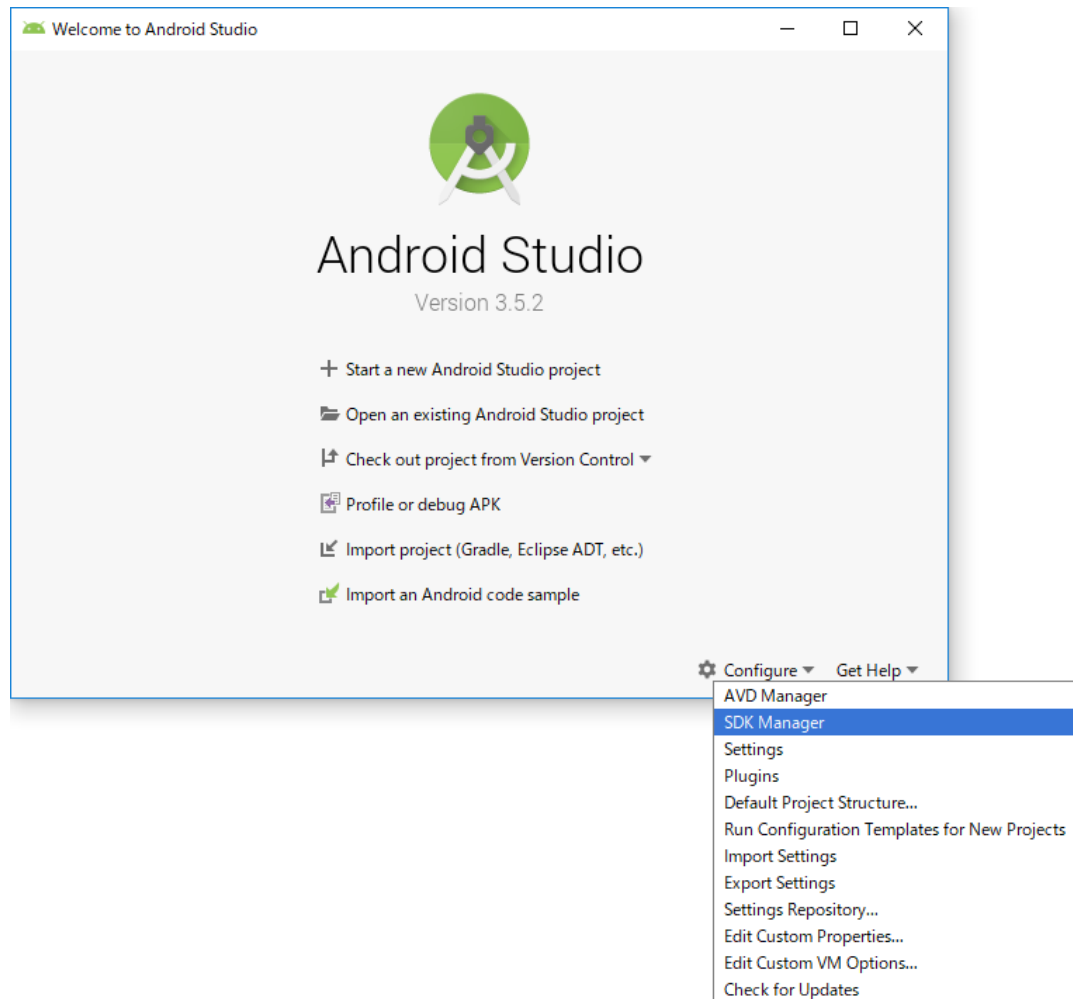 Welcome to Android Studio
Android Studio
Version 3.5.2
Start a new Android Studio project
Open an existing Android Studio project
Check out project from Version Control
Profile or debug APK
Import project (Gradle, Eclipse ADT, etc.)
Import an Android code sample
Configure Get Help
AVD Manager
SDK Manager
Settings
Plugins
Default Project Structure...
Run Configuration Templates for New Projects
Import Settings
Export Settings
Settings Repository...
Edit Custom Properties...
Edit Custom VM Options...
Check for Updates